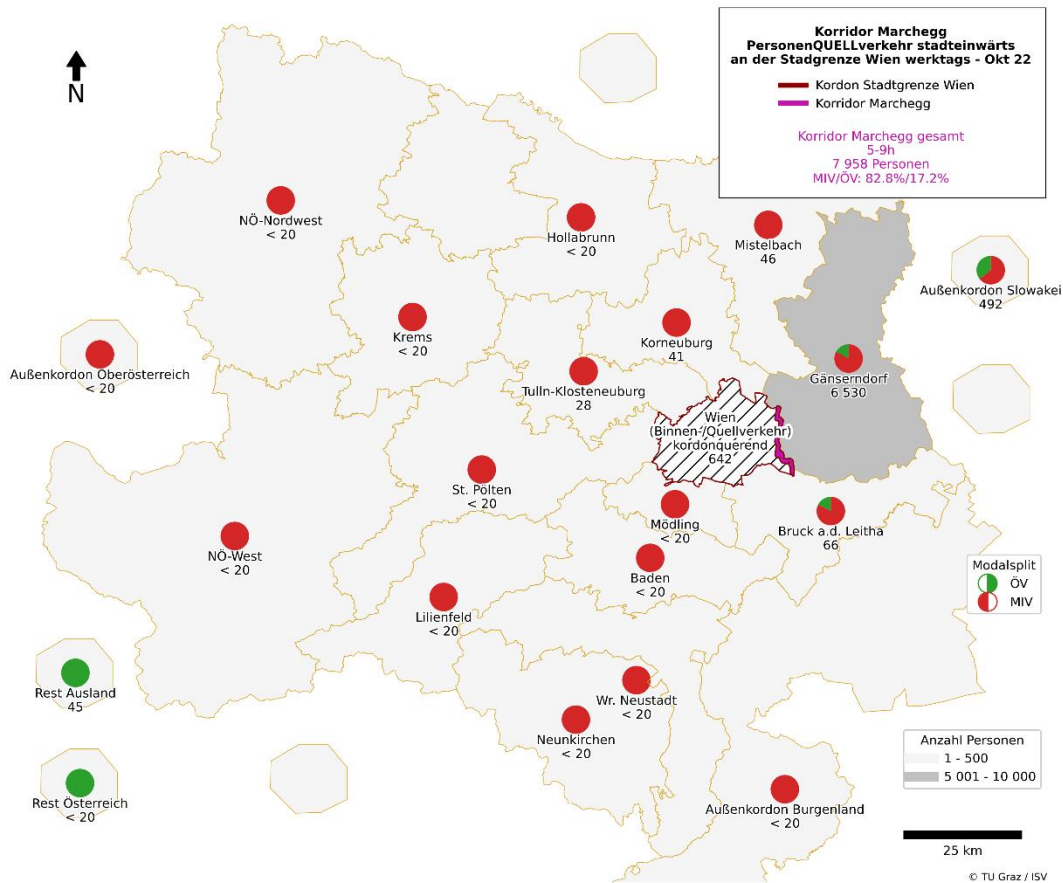 Korridor Marchegg
PersonenQUELLverkehr stadteinwärts
an der Stadgrenze Wien werktags - Okt 22
Kordon Stadtgrenze Wien
Korridor Marchegg
Korridor Marchegg gesamt
5-9h
7 958 Personen
MIV/ÖV: 82.8%/17.2%
N
NÖ-Nordwest
< 20
Hollabrunn
< 20
Mistelbach
46
Außenkordon Slowakei
492
Krems
< 20
Korneuburg
41
Außenkordon Oberösterreich
< 20
Tulln-Klosteneuburg
28
Gänserndorf
6 530
Wien
(Binnen-/Quellverkehr)
kordonquerend
642
St. Pölten
< 20
Mödling
< 20
Bruck a.d. Leitha
66
NÖ-West
< 20
Baden
< 20
Modalsplit
ÖV
MIV
Lilienfeld
< 20
Rest Ausland
45
Wr. Neustadt
< 20
Neunkirchen
< 20
Anzahl Personen
1 - 500
5 001 - 10 000
Rest Österreich
< 20
Außenkordon Burgenland
< 20
25 km
© TU Graz / ISV